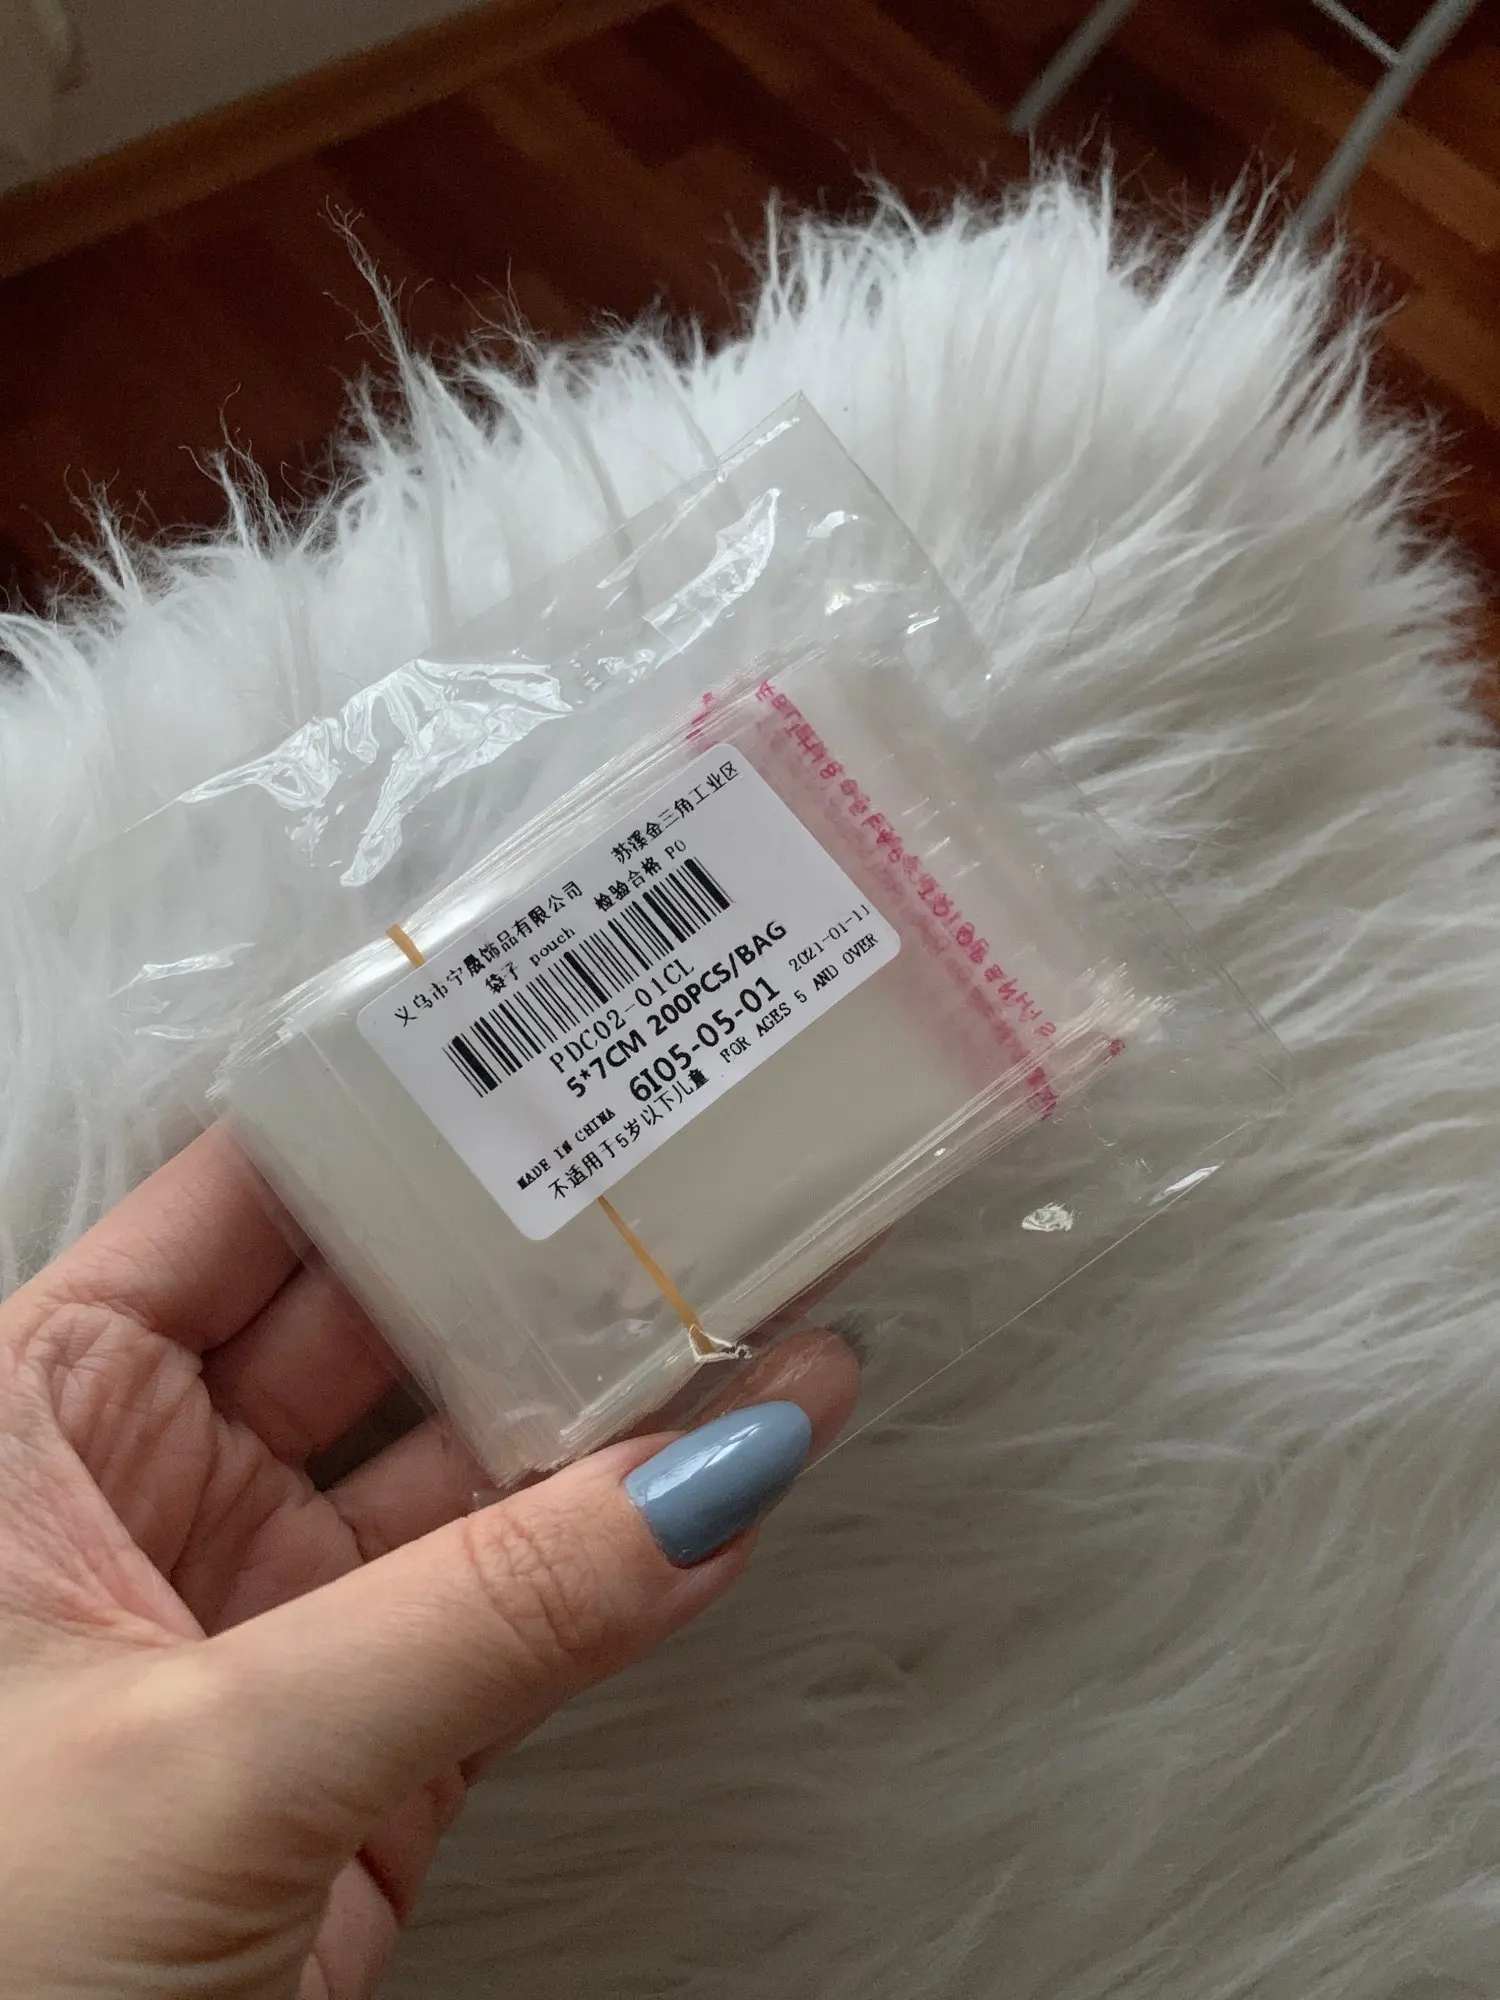 义乌市宁晟饰品有限公司 苏溪金三角工业区
袋子 pouch 检验合格 P0
PDC02-01CL
5*7CM 200PCS/BAG
6I05-05-01 2021-01-11
MADE IN CHINA FOR AGES 5 AND OVER
不适用于5岁以下儿童